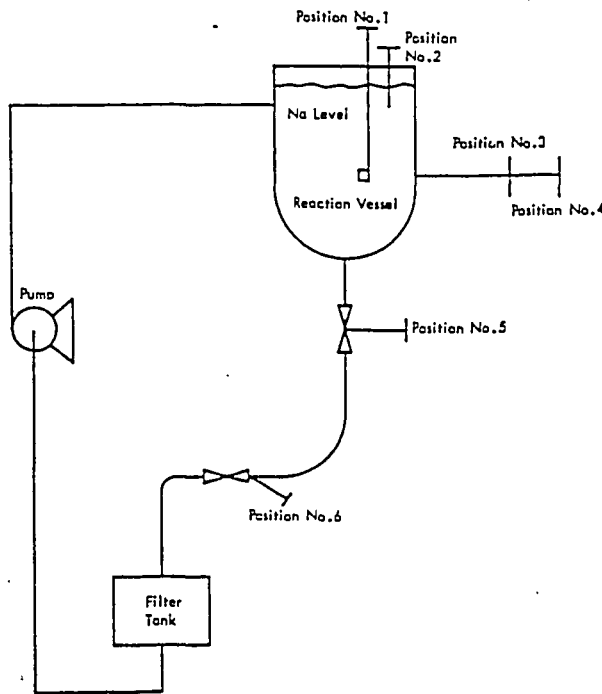 Position No.1
Position
No.2
Na Level
Position No.3
Reaction Vessel
Position No.4
Pump
Position No.5
Position No.6
Filter
Tank